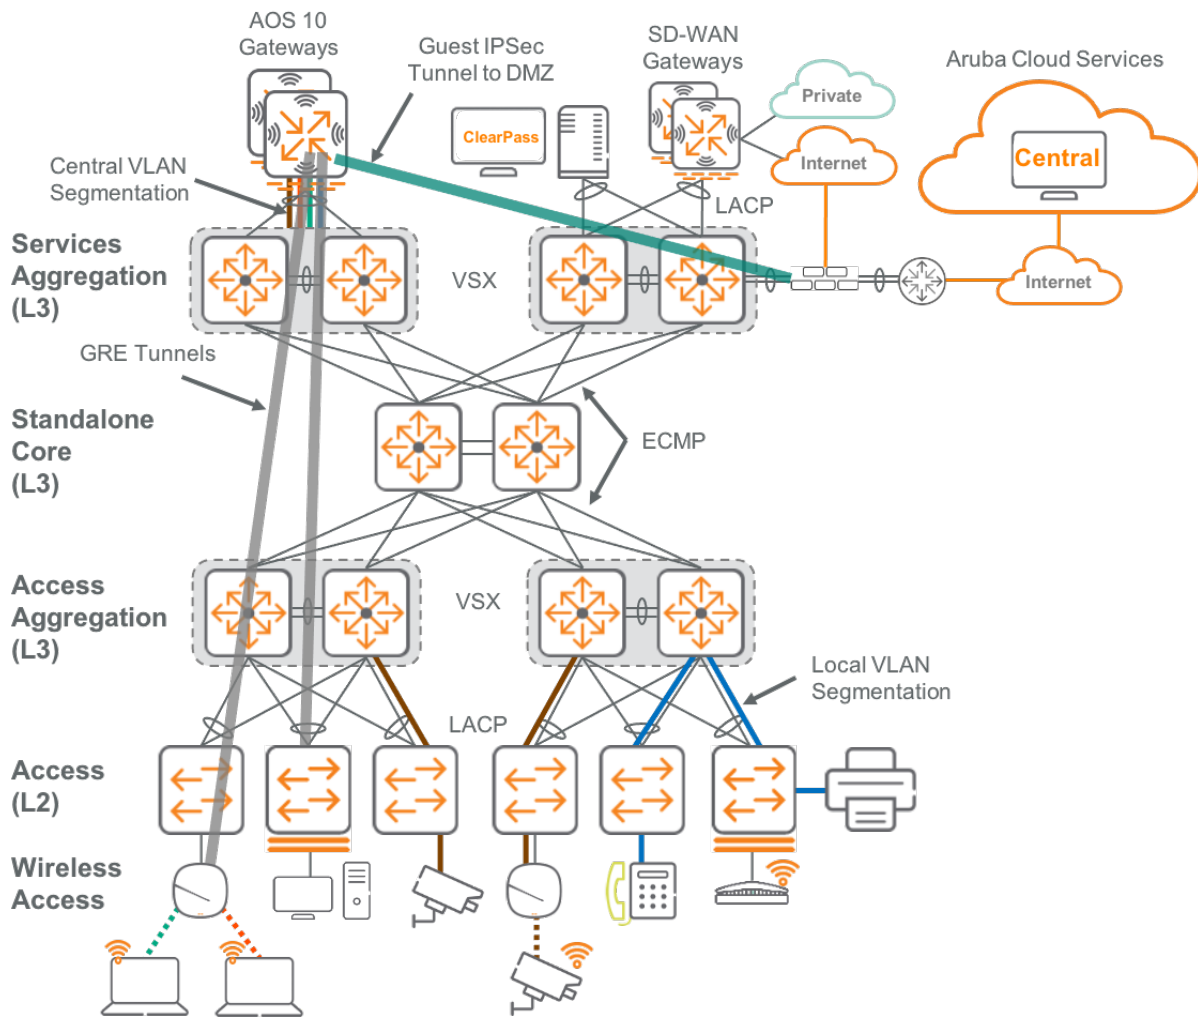 AOS 10
Gateways
Guest IPSec
Tunnel to DMZ
SD-WAN
Gateways
Aruba Cloud Services
Private
ClearPass
Internet
Central
Central VLAN
Segmentation
LACP
Services
Aggregation
(L3)
VSX
Internet
GRE Tunnels
Standalone
Core
(L3)
ECMP
Access
Aggregation
(L3)
VSX
Local VLAN
Segmentation
LACP
Access
(L2)
Wireless
Access